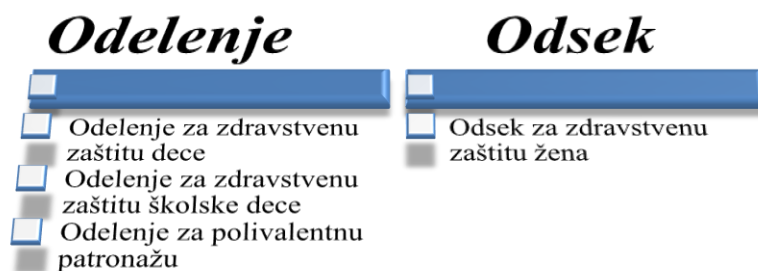 Odelenje
Odelenje za zdravstvenu
zaštitu dece
Odelenje za zdravstvenu
zaštitu školske dece
Odelenje za polivalentnu
patronažu
Odsek
Odsek za zdravstvenu
zaštitu žena